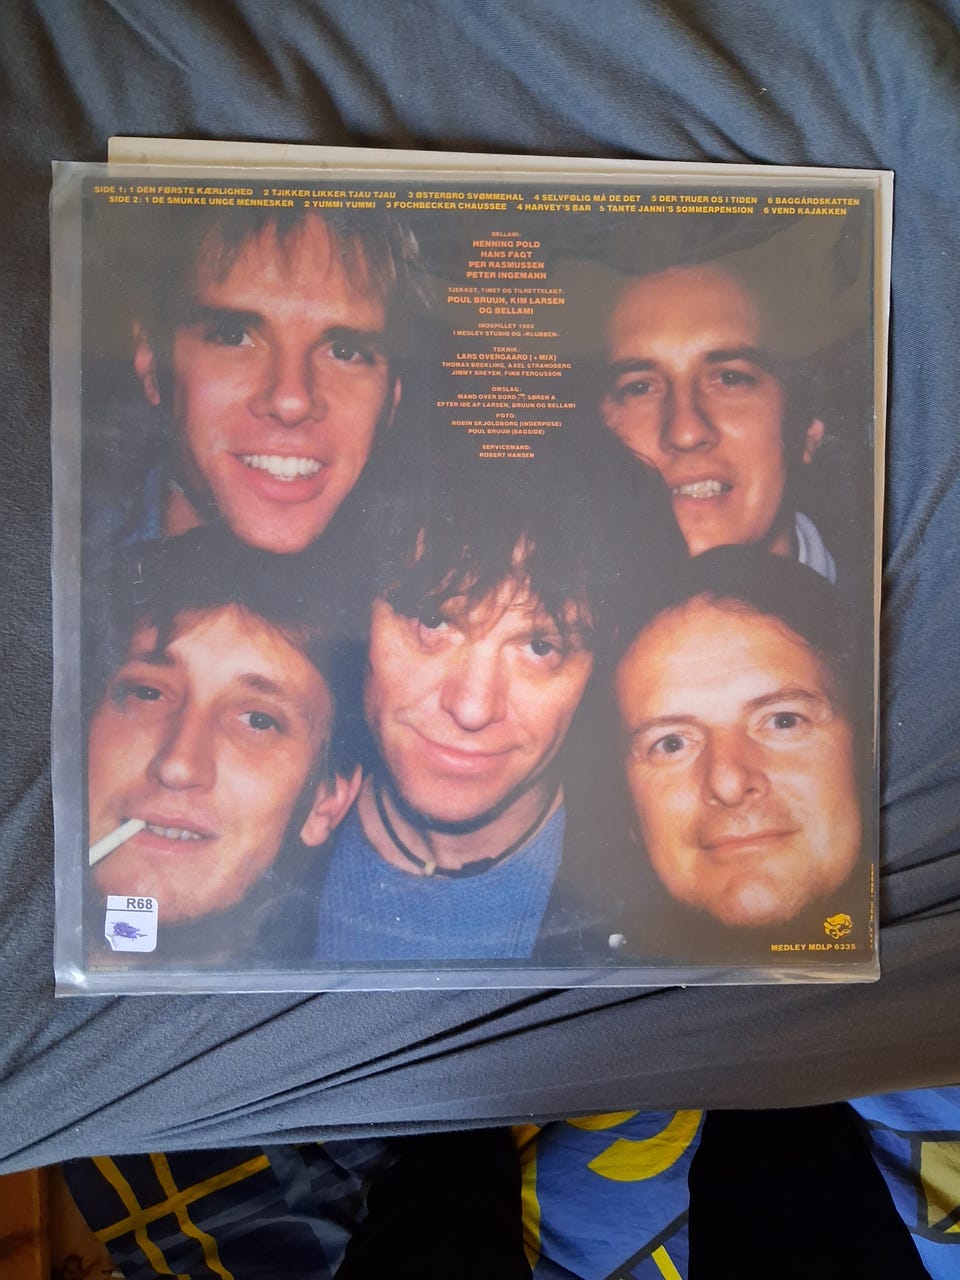 SIDE 1: 1 DEN FØRSTE KÆRLIGHED 2 TJIKKER LIKKER TJAU TJAU 3 ØSTERBRO SVØMMEHAL 4 SELVFØLIG MÅ DE DET 5 DER TRUER OS I TIDEN 6 BAGGÅRDSKATTEN
SIDE 2: 1 DE SMUKKE UNGE MENNESKER 2 YUMMI YUMMI 3 FOCHBECKER CHAUSSEE 4 HARVEY'S BAR 5 TANTE JANNI'S SOMMERPENSION 6 VEND KAJAKKEN
BELLAMI:
HENNING POLD
HANS FAGT
PER RASMUSSEN
PETER INGEMANN
TJEKKET, TIMET OG TILRETTELAGT:
POUL BRUUN, KIM LARSEN
OG BELLAMI
INDSPILLET 1988
I MEDLEY STUDIO OG «KLUBBEN»
TEKNIK:
LARS OVERGAARD (+ MIX)
THOMAS BREKLING, AXEL STRANDBERG
JIMMY BREYEN, FINN FERGUSSON
OMSLAG:
MAND OVER BORD SØREN A
EFTER IDE AF LARSEN, BRUUN OG BELLAMI
FOTO:
ROBIN SKJOLDBORG (INDERPOSE)
POUL BRUUN (BAGSIDE)
SERVICEMAND:
ROBERT HANSEN
R68
MEDLEY MDLP 6335